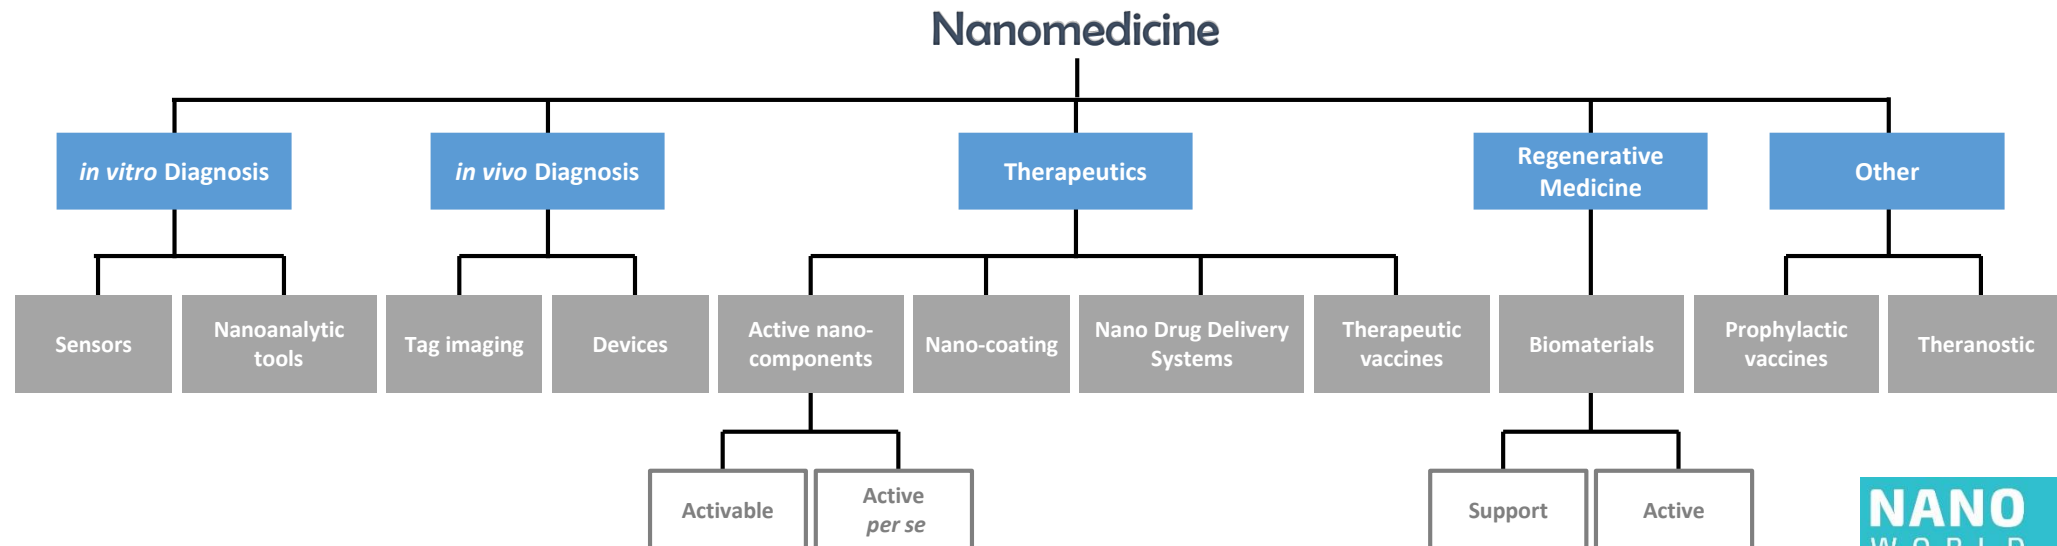 Nanomedicine
in vitro Diagnosis
in vivo Diagnosis
Therapeutics
Regenerative
Medicine
Other
Sensors
Nanoanalytic
tools
Tag imaging
Devices
Active nano-
components
Nano-coating
Nano Drug Delivery
Systems
Therapeutic
vaccines
Biomaterials
Prophylactic
vaccines
Theranostic
Activable
Active
per se
Support
Active
NANO
WORLD